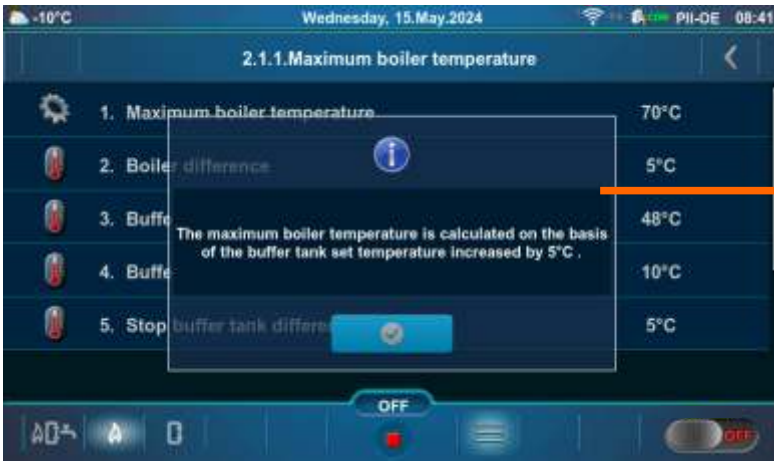 -10°C Wednesday, 15.May.2024 PII-OE 08:41
2.1.1.Maximum boiler temperature
1. Maximum boiler temperature 70°C
2. Boiler difference 5°C
3. Buffe 48°C
The maximum boiler temperature is calculated on the basis
of the buffer tank set temperature increased by 5°C .
4. Buffe 10°C
5. Stop buffer tank differe 5°C
OFF
OFF